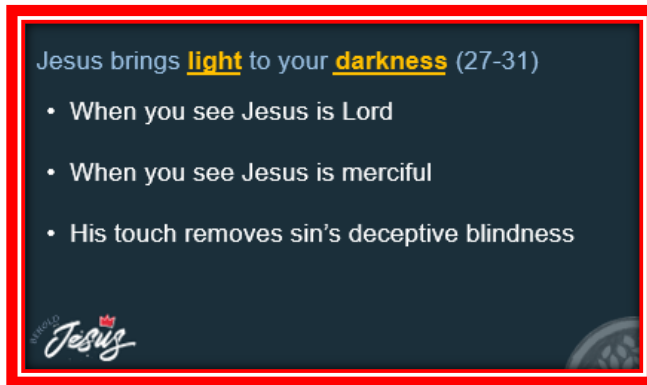 Jesus brings light to your darkness (27-31)
• When you see Jesus is Lord
• When you see Jesus is merciful
• His touch removes sin's deceptive blindness
BEHOLD
Jesus